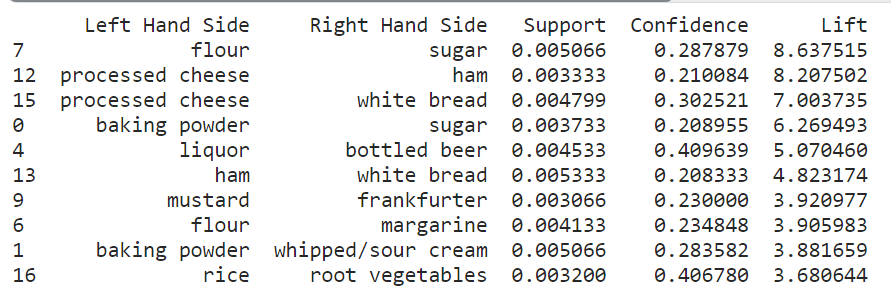 Left Hand Side Right Hand Side Support Confidence Lift
7 flour sugar 0.005066 0.287879 8.637515
12 processed cheese ham 0.003333 0.210084 8.207502
15 processed cheese white bread 0.004799 0.302521 7.003735
0 baking powder sugar 0.003733 0.208955 6.269493
4 liquor bottled beer 0.004533 0.409639 5.070460
13 ham white bread 0.005333 0.208333 4.823174
9 mustard frankfurter 0.003066 0.230000 3.920977
6 flour margarine 0.004133 0.234848 3.905983
1 baking powder whipped/sour cream 0.005066 0.283582 3.881659
16 rice root vegetables 0.003200 0.406780 3.680644